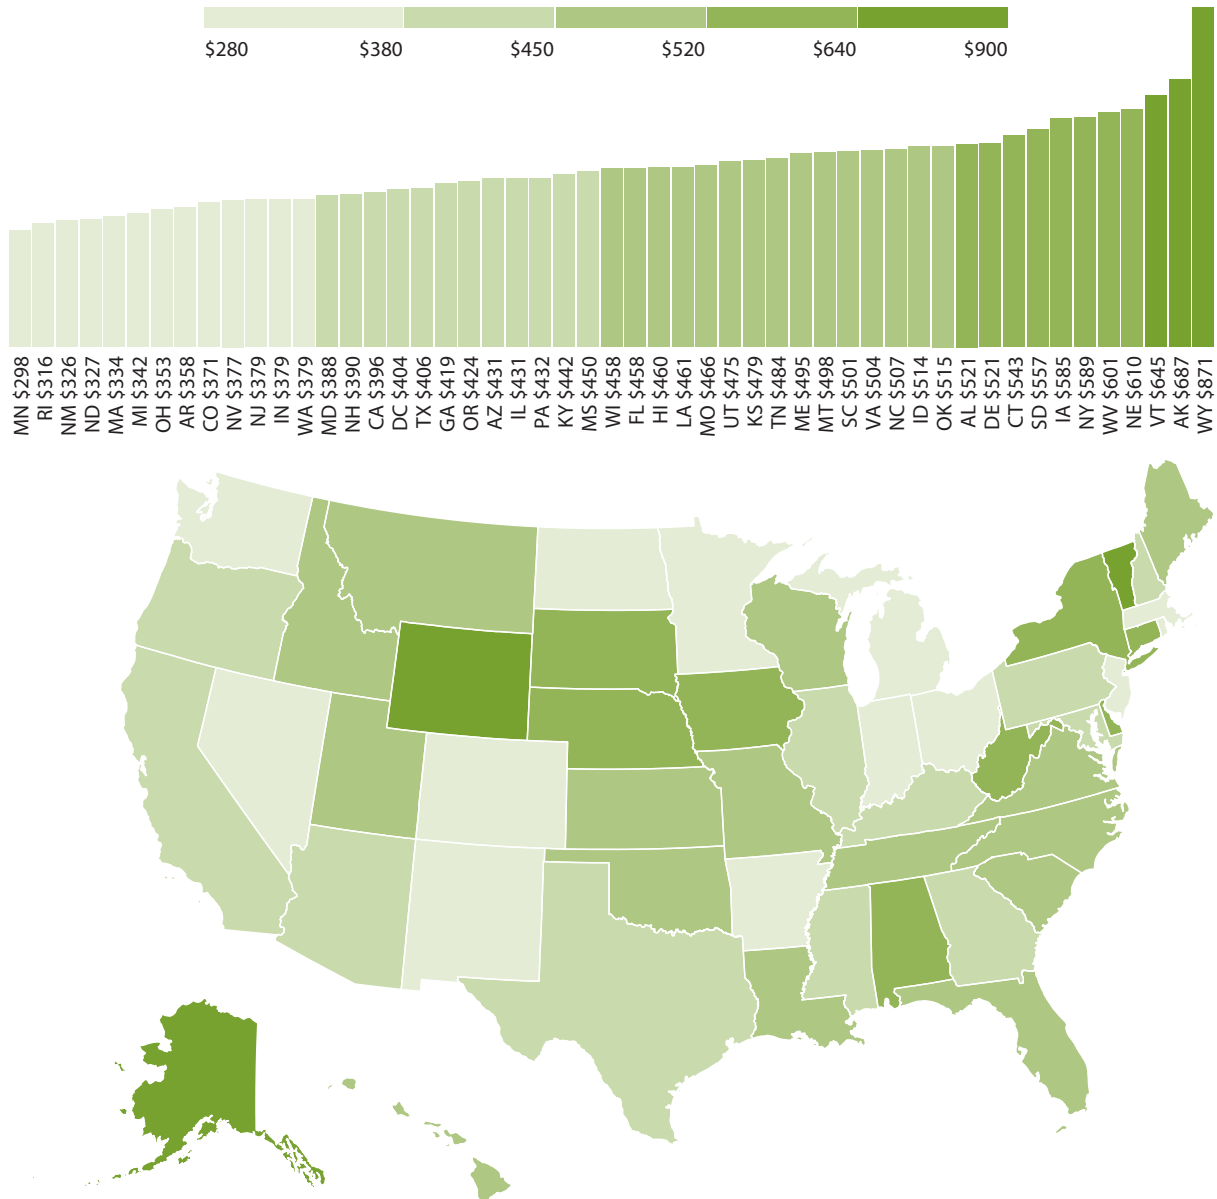 $280 $380 $450 $520 $640 $900
MN $298
RI $316
NM $326
ND $327
MA $334
MI $342
OH $353
AR $358
CO $371
NV $377
NJ $379
IN $379
WA $379
MD $388
NH $390
CA $396
DC $404
TX $406
GA $419
OR $424
AZ $431
IL $431
PA $432
KY $442
MS $450
WI $458
FL $458
HI $460
LA $461
MO $466
UT $475
KS $479
TN $484
ME $495
MT $498
SC $501
VA $504
NC $507
ID $514
OK $515
AL $521
DE $521
CT $543
SD $557
IA $585
NY $589
WV $601
NE $610
VT $645
AK $687
WY $871